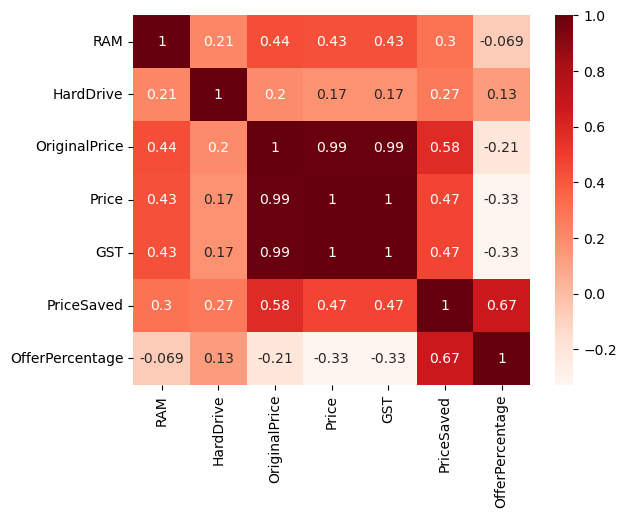 RAM 1 0.21 0.44 0.43 0.43 0.3 -0.069
HardDrive 0.21 1 0.2 0.17 0.17 0.27 0.13
OriginalPrice 0.44 0.2 1 0.99 0.99 0.58 -0.21
Price 0.43 0.17 0.99 1 1 0.47 -0.33
GST 0.43 0.17 0.99 1 1 0.47 -0.33
PriceSaved 0.3 0.27 0.58 0.47 0.47 1 0.67
OfferPercentage -0.069 0.13 -0.21 -0.33 -0.33 0.67 1
RAM
HardDrive
OriginalPrice
Price
GST
PriceSaved
OfferPercentage
1.0
0.8
0.6
0.4
0.2
0.0
−0.2